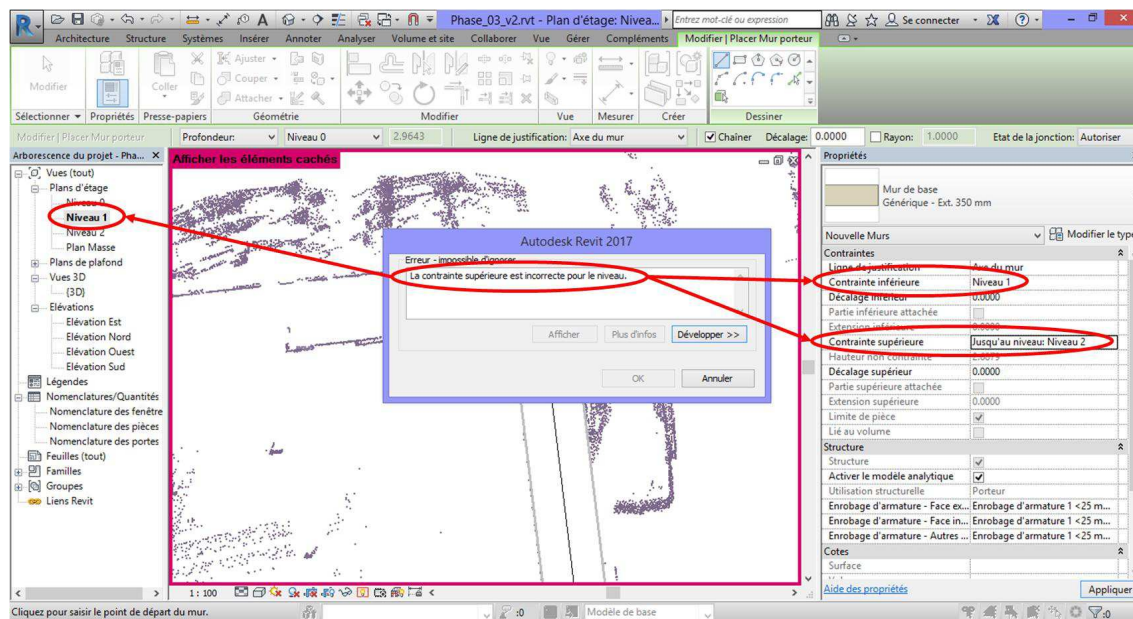 Phase_03_v2.rvt - Plan d'étage: Nivea...
Entrez mot-clé ou expression
Se connecter
Architecture Structure Systèmes Insérer Annoter Analyser Volume et site Collaborer Vue Gérer Compléments Modifier | Placer Mur porteur
Modifier
Coller
Ajuster
Couper
Attacher
Sélectionner Propriétés Presse-papiers Géométrie Modifier Vue Mesurer Créer Dessiner
Modifier | Placer Mur porteur Profondeur: Niveau 0 2.9643 Ligne de justification: Axe du mur Chaîner Décalage: 0.0000 Rayon: 1.0000 Etat de la jonction: Autoriser
Arborescence du projet - Pha...
Vues (tout)
Plans d'étage
Niveau 0
Niveau 1
Niveau 2
Plan Masse
Plans de plafond
Vues 3D
{3D}
Elévations
Elévation Est
Elévation Nord
Elévation Ouest
Elévation Sud
Légendes
Nomenclatures/Quantités
Nomenclature des fenêtre
Nomenclature des pièces
Nomenclature des portes
Feuilles (tout)
Familles
Groupes
Liens Revit
Afficher les éléments cachés
Autodesk Revit 2017
Erreur - impossible d'ignorer
La contrainte supérieure est incorrecte pour le niveau.
Afficher Plus d'infos Développer >>
OK Annuler
Propriétés
Mur de base
Générique - Ext. 350 mm
Nouvelle Murs Modifier le type
Contraintes
Ligne de justification Axe du mur
Contrainte inférieure Niveau 1
Décalage inférieur 0.0000
Partie inférieure attachée
Extension inférieure 0.0000
Contrainte supérieure Jusqu'au niveau: Niveau 2
Hauteur non contrainte
Décalage supérieur 0.0000
Partie supérieure attachée
Extension supérieure 0.0000
Limite de pièce
Lié au volume
Structure
Structure
Activer le modèle analytique
Utilisation structurelle Porteur
Enrobage d'armature - Face ex... Enrobage d'armature 1 <25 m...
Enrobage d'armature - Face in... Enrobage d'armature 1 <25 m...
Enrobage d'armature - Autres ... Enrobage d'armature 1 <25 m...
Cotes
Surface
Aide des propriétés Appliquer
1 : 100
Cliquez pour saisir le point de départ du mur. :0 Modèle de base :0